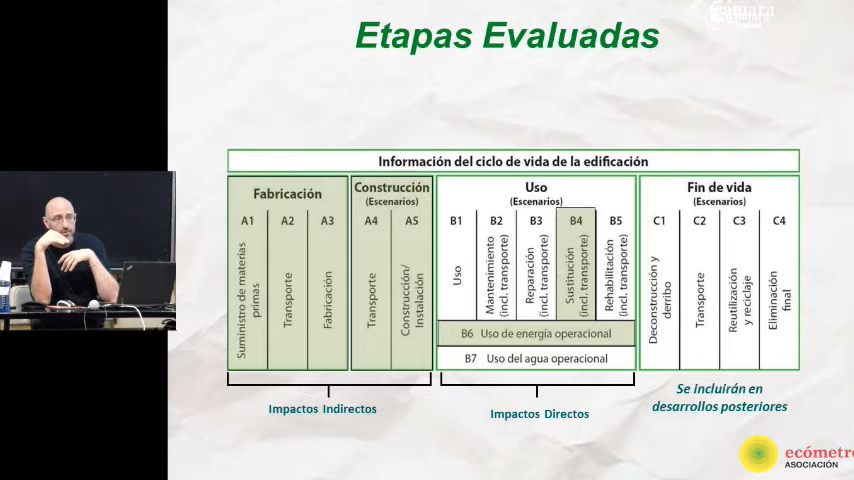 Cámara
Etapas Evaluadas
Información del ciclo de vida de la edificación
Fabricación
A1 A2 A3
Suministro de materias
primas
Transporte
Fabricación
Construcción
(Escenarios)
A4 A5
Transporte
Construcción/
Instalación
Uso
(Escenarios)
B1 B2 B3 B4 B5
Uso
Mantenimiento
(incl. transporte)
Reparación
(incl. transporte)
Sustitución
(incl. transporte)
Rehabilitación
(incl. transporte)
B6 Uso de energía operacional
B7 Uso del agua operacional
Fin de vida
(Escenarios)
C1 C2 C3 C4
Deconstrucción y
derribo
Transporte
Reutilización
y reciclaje
Eliminación
final
Impactos Indirectos
Impactos Directos
Se incluirán en
desarrollos posteriores
ecómetr
ASOCIACIÓN